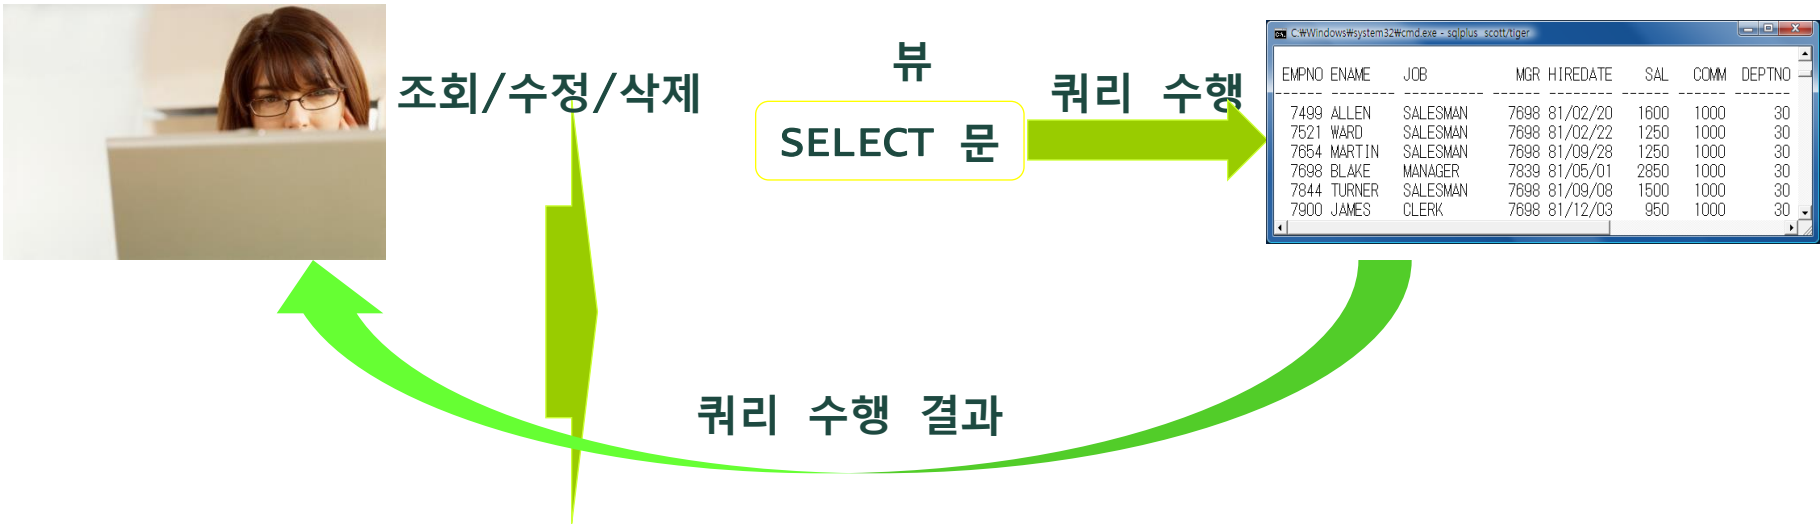 조회/수정/삭제
뷰
SELECT 문
쿼리 수행
C:₩Windows₩system32₩cmd.exe - sqlplus scott/tiger
EMPNO ENAME JOB MGR HIREDATE SAL COMM DEPTNO
------ ---------- --------- ------ -------- ------ ------ ------
7499 ALLEN SALESMAN 7698 81/02/20 1600 1000 30
7521 WARD SALESMAN 7698 81/02/22 1250 1000 30
7654 MARTIN SALESMAN 7698 81/09/28 1250 1000 30
7698 BLAKE MANAGER 7839 81/05/01 2850 1000 30
7844 TURNER SALESMAN 7698 81/09/08 1500 1000 30
7900 JAMES CLERK 7698 81/12/03 950 1000 30
쿼리 수행 결과